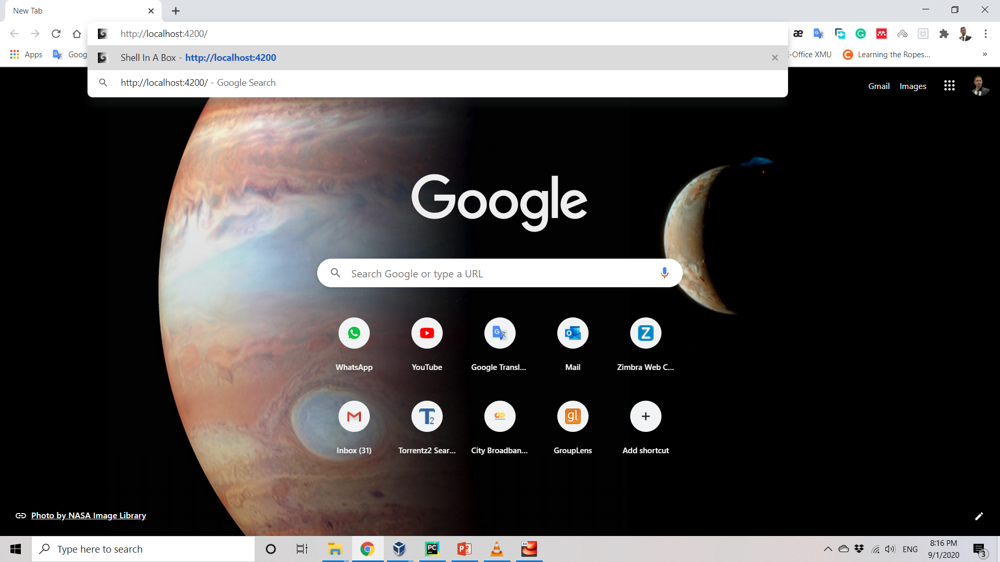 New Tab
http://localhost:4200/
Shell In A Box - http://localhost:4200
http://localhost:4200/ - Google Search
Apps
Goog
E-Office XMU
Learning the Ropes...
»
Gmail
Images
Google
Search Google or type a URL
WhatsApp
YouTube
Google Transl...
Mail
Zimbra Web C...
Inbox (31)
Torrentz2 Sear...
City Broadban...
GroupLens
Add shortcut
Photo by NASA Image Library
Type here to search
ENG
8:16 PM
9/1/2020
3